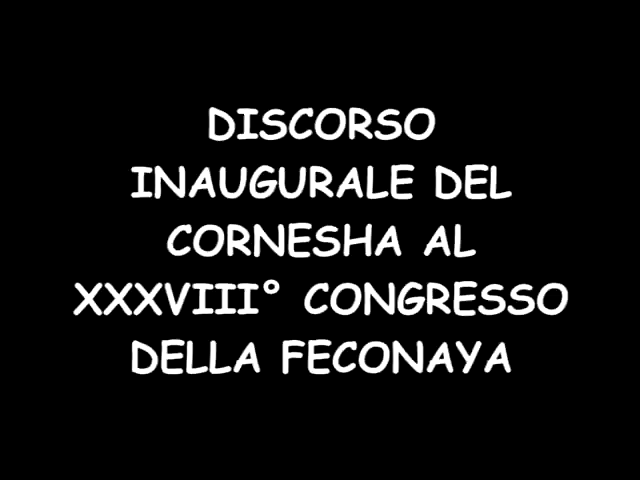 DISCORSO
INAUGURALE DEL
CORNESHA AL
XXXVIII° CONGRESSO
DELLA FECONAYA